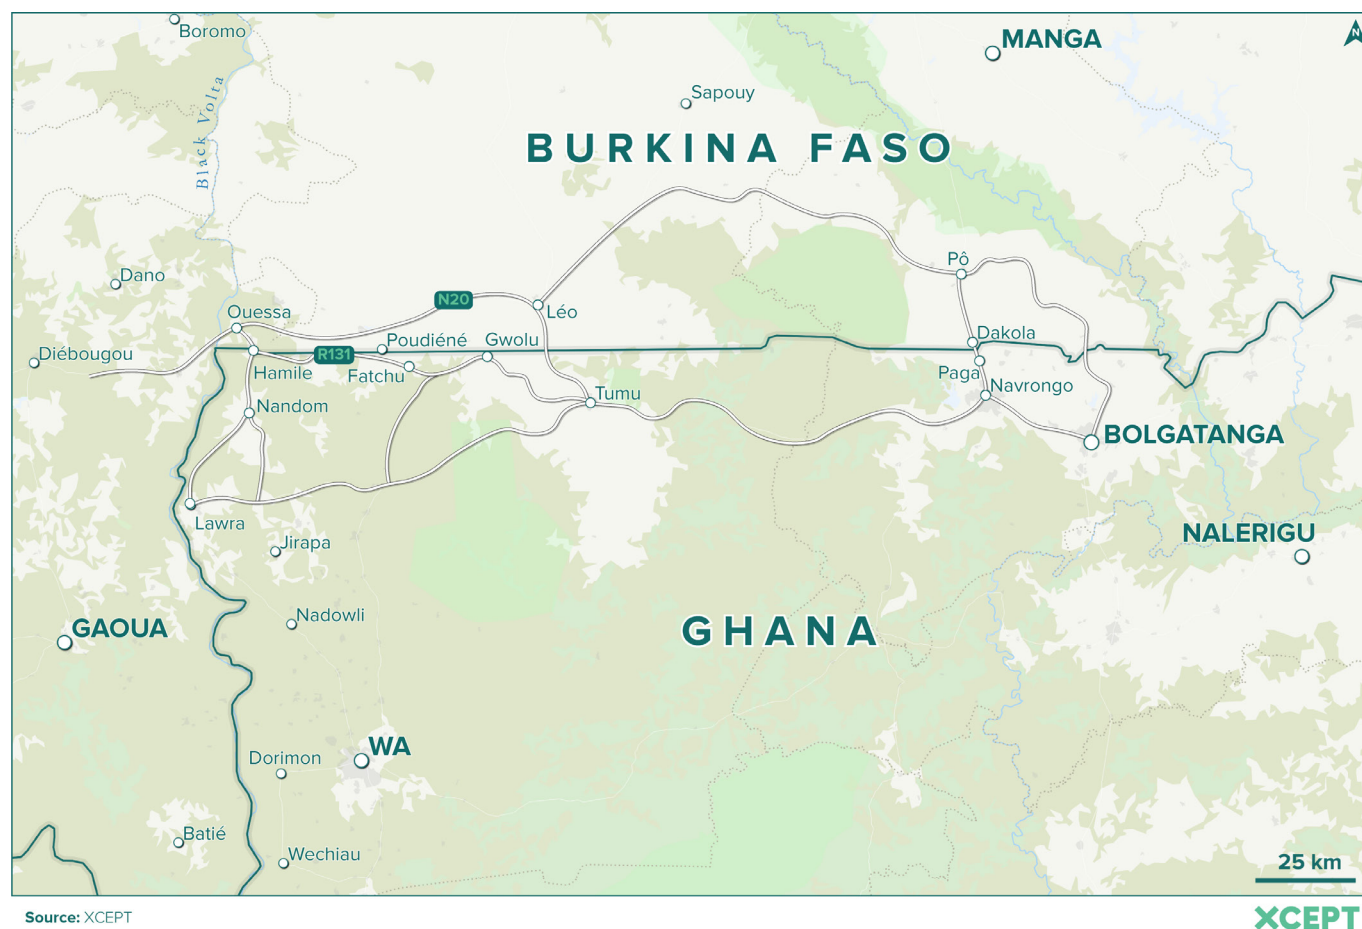 Boromo
MANGA
N
Black Volta
Sapouy
BURKINA FASO
Pô
Dano
N20
Ouessa
Léo
Dakola
Poudiéné
Gwolu
Diébougou
R131
Hamile
Fatchu
Paga
Navrongo
Tumu
Nandom
BOLGATANGA
Lawra
NALERIGU
Jirapa
Nadowli
GAOUA
GHANA
WA
Dorimon
Batié
Wechiau
25 km
Source: XCEPT
XCEPT